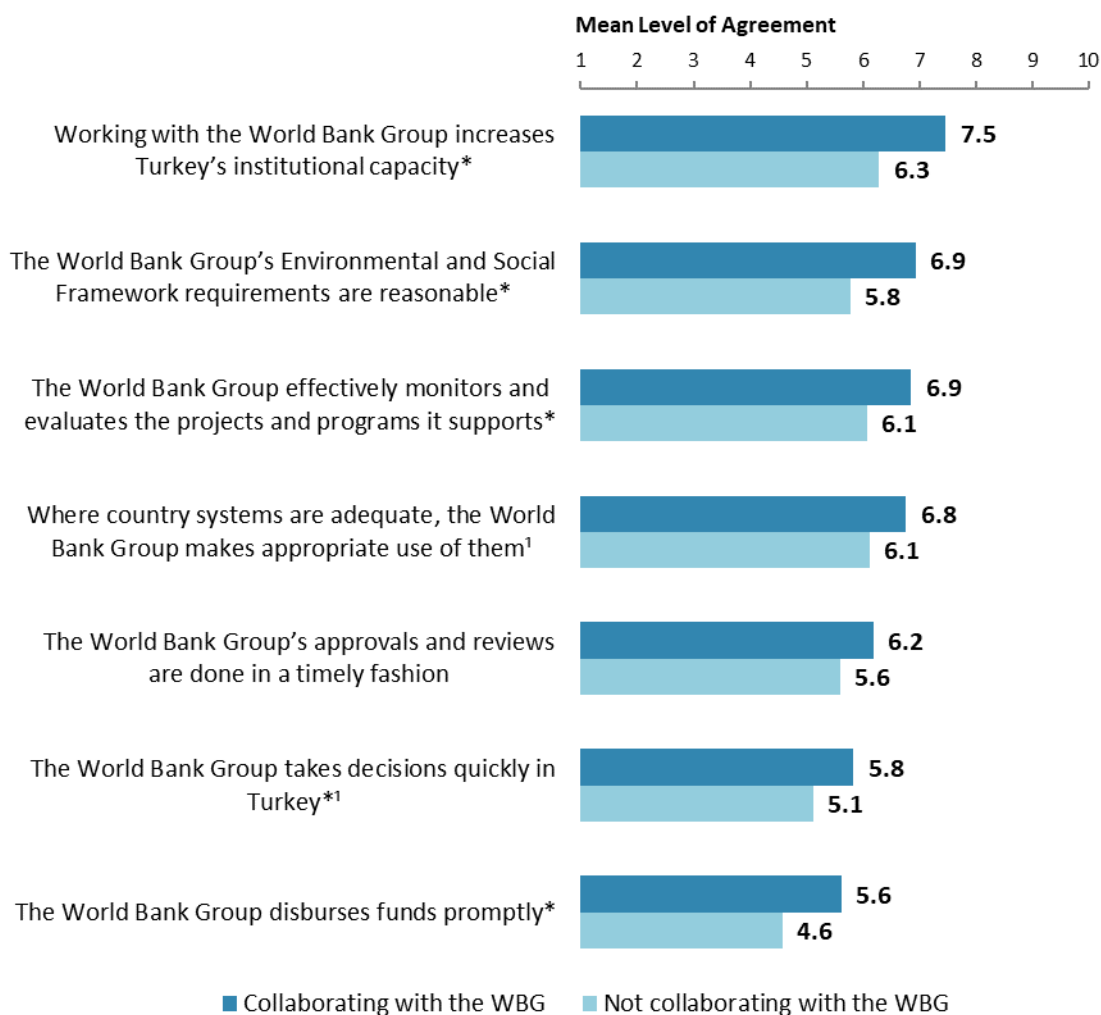 Mean Level of Agreement
1 2 3 4 5 6 7 8 9 10
Working with the World Bank Group increases
Turkey’s institutional capacity*
7.5
6.3
The World Bank Group’s Environmental and Social
Framework requirements are reasonable*
6.9
5.8
The World Bank Group effectively monitors and
evaluates the projects and programs it supports*
6.9
6.1
Where country systems are adequate, the World
Bank Group makes appropriate use of them¹
6.8
6.1
The World Bank Group’s approvals and reviews
are done in a timely fashion
6.2
5.6
The World Bank Group takes decisions quickly in
Turkey*¹
5.8
5.1
The World Bank Group disburses funds promptly*
5.6
4.6
Collaborating with the WBG Not collaborating with the WBG